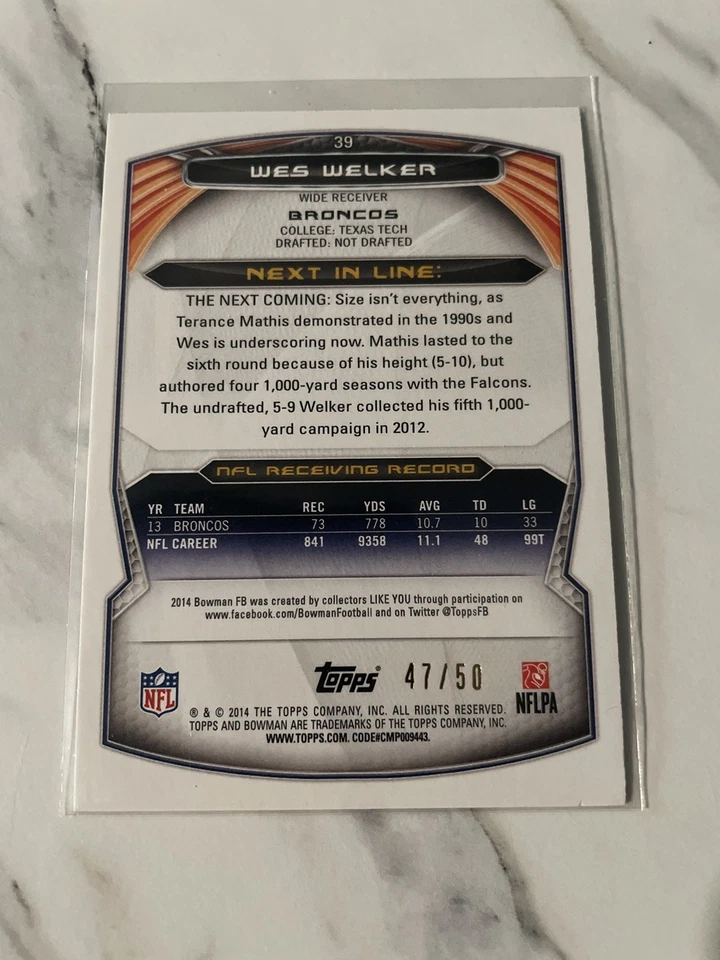 39
WES WELKER
WIDE RECEIVER
BRONCOS
COLLEGE: TEXAS TECH
DRAFTED: NOT DRAFTED
NEXT IN LINE:
THE NEXT COMING: Size isn't everything, as
Terance Mathis demonstrated in the 1990s and
Wes is underscoring now. Mathis lasted to the
sixth round because of his height (5-10), but
authored four 1,000-yard seasons with the Falcons.
The undrafted, 5-9 Welker collected his fifth 1,000-
yard campaign in 2012.
NFL RECEIVING RECORD
YR TEAM REC YDS AVG TD LG
13 BRONCOS 73 778 10.7 10 33
NFL CAREER 841 9358 11.1 48 99T
2014 Bowman FB was created by collectors LIKE YOU through participation on
www.facebook.com/BowmanFootball and on Twitter @ToppsFB
NFL
Topps® 47/50
NFLPA
® & © 2014 THE TOPPS COMPANY, INC. ALL RIGHTS RESERVED.
TOPPS AND BOWMAN ARE TRADEMARKS OF THE TOPPS COMPANY, INC.
WWW.TOPPS.COM. CODE#CMP009443.